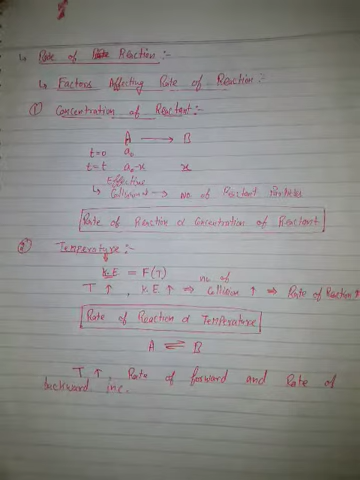 ↳ Rate of Reaction :-
↳ Factors Affecting Rate of Reaction :-
① Concentration of Reactant :-
A ⟶ B
t=0 a₀
t=t a₀-x x
Effective
↳ Collision → no. of Reactant Particles
Rate of Reaction α Concentration of Reactant
② Temperature :-
K.E = F(T)
T ↑ , K.E ↑ ⇒ no. of Collision ↑ ⇒ Rate of Reaction ↑
Rate of Reaction α Temperature
A ⇌ B
T ↑ , Rate of forward and Rate of
backward inc.